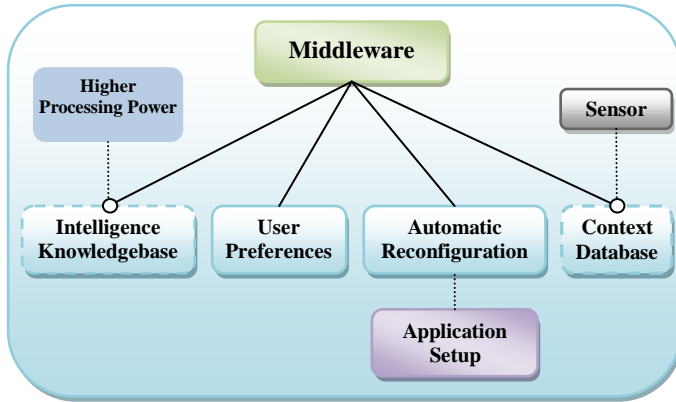 Middleware
Higher
Processing Power
Sensor
Intelligence
Knowledgebase
User
Preferences
Automatic
Reconfiguration
Context
Database
Application
Setup